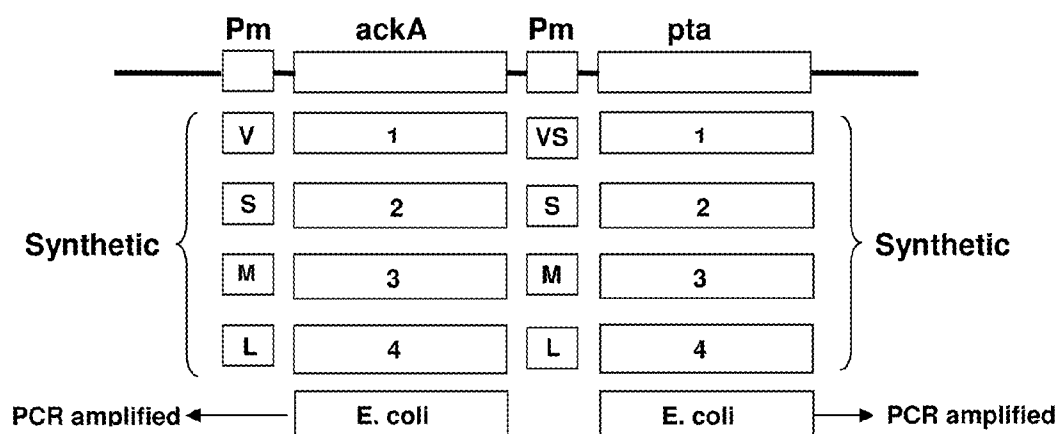 Pm ackA Pm pta
V 1 VS 1
S 2 S 2
Synthetic Synthetic
M 3 M 3
L 4 L 4
PCR amplified E. coli E. coli PCR amplified